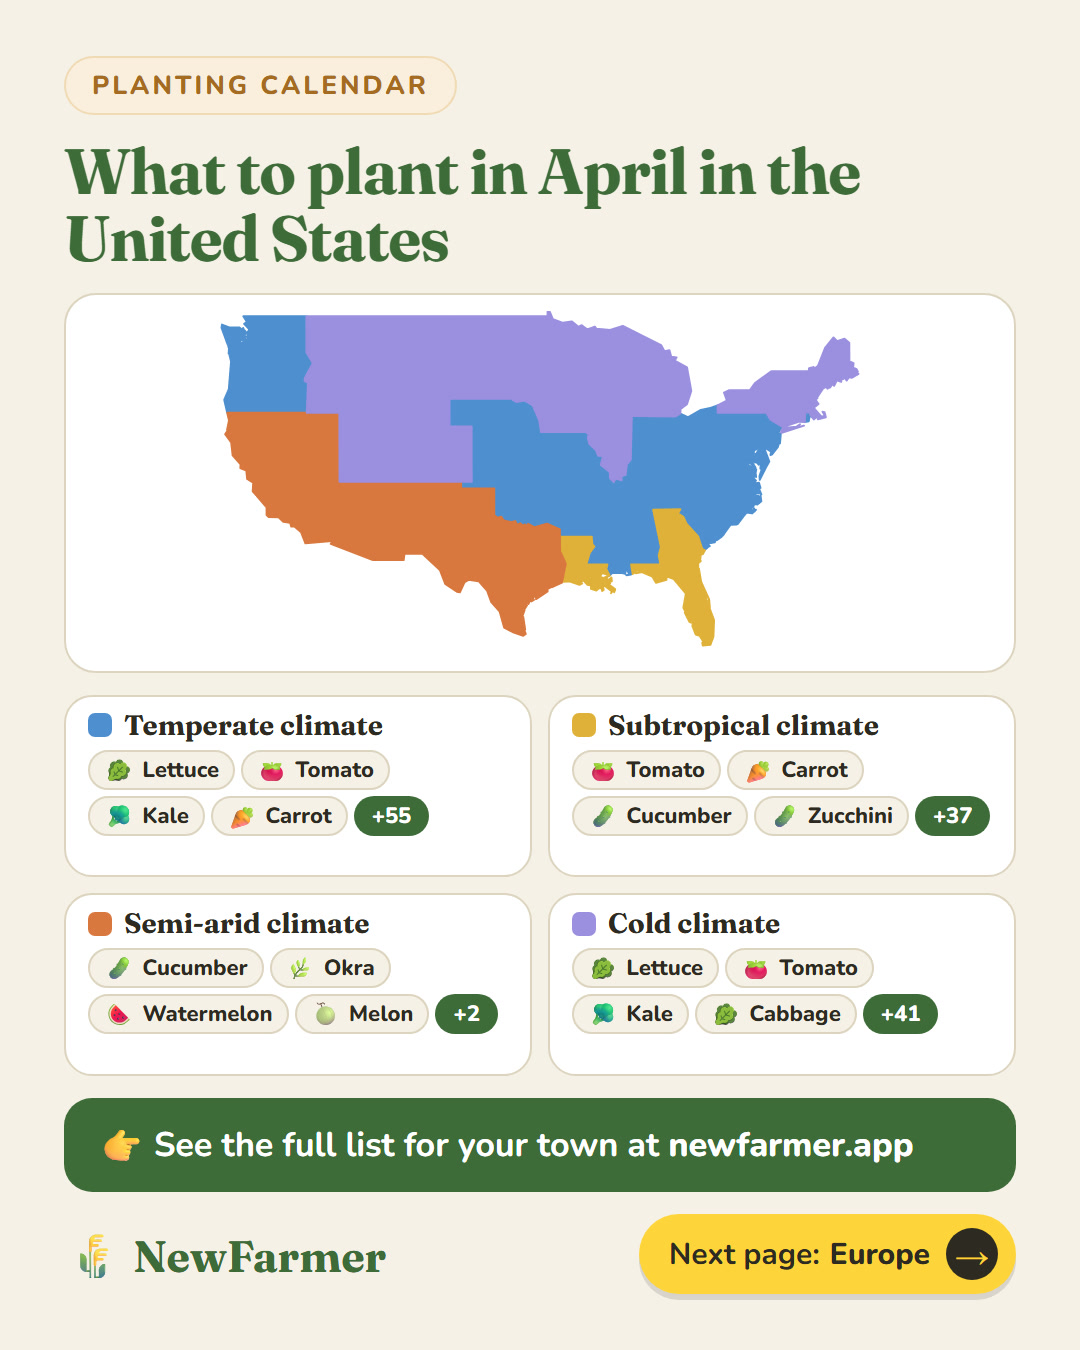 PLANTING CALENDAR
What to plant in April in the
United States
Temperate climate
Lettuce
Tomato
Kale
Carrot
+55
Subtropical climate
Tomato
Carrot
Cucumber
Zucchini
+37
Semi-arid climate
Cucumber
Okra
Watermelon
Melon
+2
Cold climate
Lettuce
Tomato
Kale
Cabbage
+41
👉 See the full list for your town at newfarmer.app
NewFarmer
Next page: Europe →